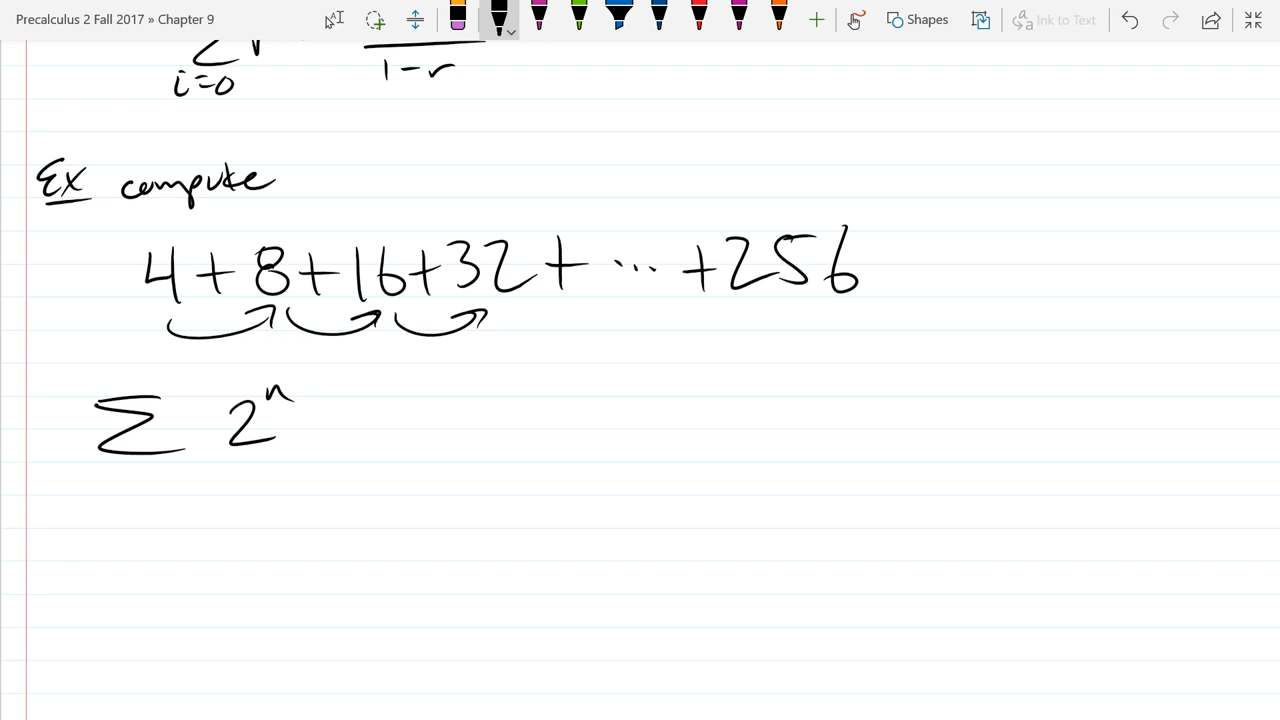 Precalculus 2 Fall 2017 » Chapter 9
Shapes
Ink to Text
i=0
1-r
Ex compute
4+8+16+32+ ... +256
Σ 2^n